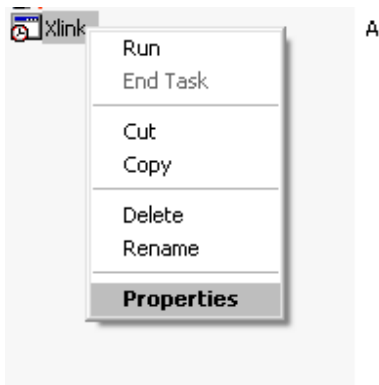 Xlink
A
Run
End Task
Cut
Copy
Delete
Rename
Properties